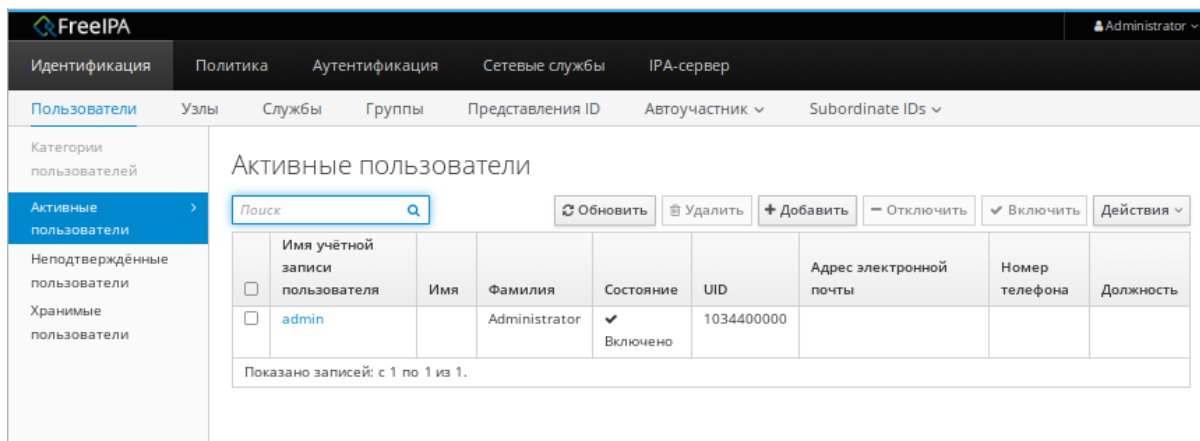 FreeIPA
Administrator
Идентификация Политика Аутентификация Сетевые службы IPA-сервер
Пользователи Узлы Службы Группы Представления ID Автоучастник Subordinate IDs
Категории
пользователей
Активные
пользователи
Неподтверждённые
пользователи
Хранимые
пользователи
Активные пользователи
Поиск
Обновить Удалить Добавить Отключить Включить Действия
Имя учётной
записи
пользователя
Имя
Фамилия
Состояние
UID
Адрес электронной
почты
Номер
телефона
Должность
admin
Administrator
Включено
1034400000
Показано записей: с 1 по 1 из 1.